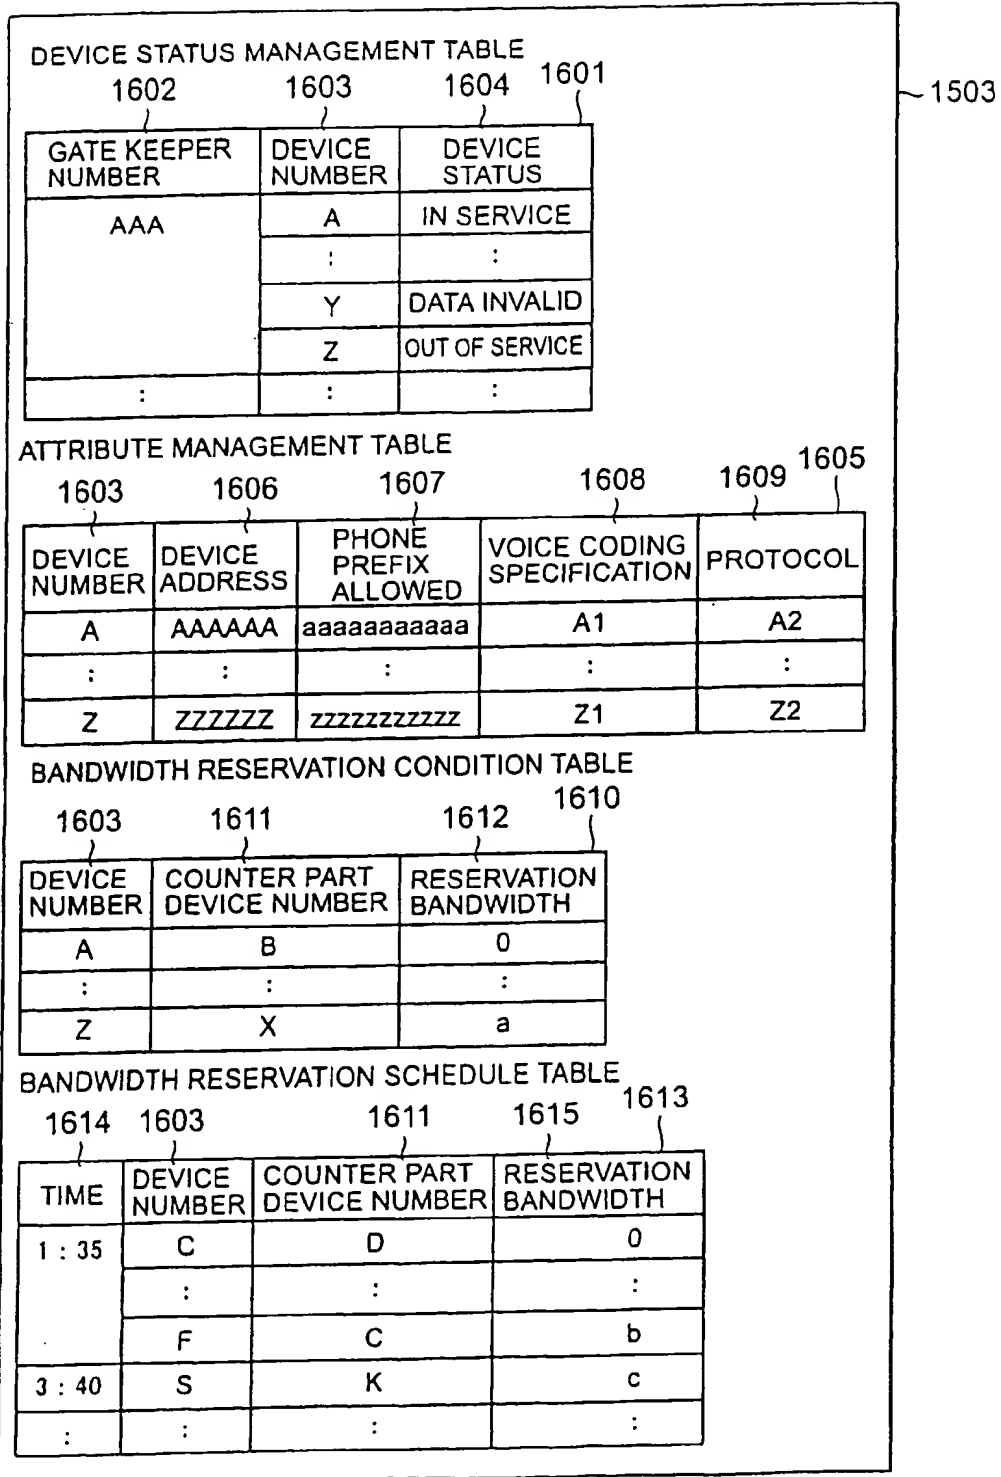 DEVICE STATUS MANAGEMENT TABLE
1602 1603 1604 1601
1503
GATE KEEPER NUMBER DEVICE NUMBER DEVICE STATUS
AAA A IN SERVICE
: :
Y DATA INVALID
Z OUT OF SERVICE
: : :
ATTRIBUTE MANAGEMENT TABLE
1603 1606 1607 1608 1609 1605
DEVICE NUMBER DEVICE ADDRESS PHONE PREFIX ALLOWED VOICE CODING SPECIFICATION PROTOCOL
A AAAAAA aaaaaaaaaaa A1 A2
: : : : :
Z ZZZZZZ zzzzzzzzzzz Z1 Z2
BANDWIDTH RESERVATION CONDITION TABLE
1603 1611 1612 1610
DEVICE NUMBER COUNTER PART DEVICE NUMBER RESERVATION BANDWIDTH
A B 0
: : :
Z X a
BANDWIDTH RESERVATION SCHEDULE TABLE
1614 1603 1611 1615 1613
TIME DEVICE NUMBER COUNTER PART DEVICE NUMBER RESERVATION BANDWIDTH
1 : 35 C D 0
: : :
F C b
3 : 40 S K c
: : : :